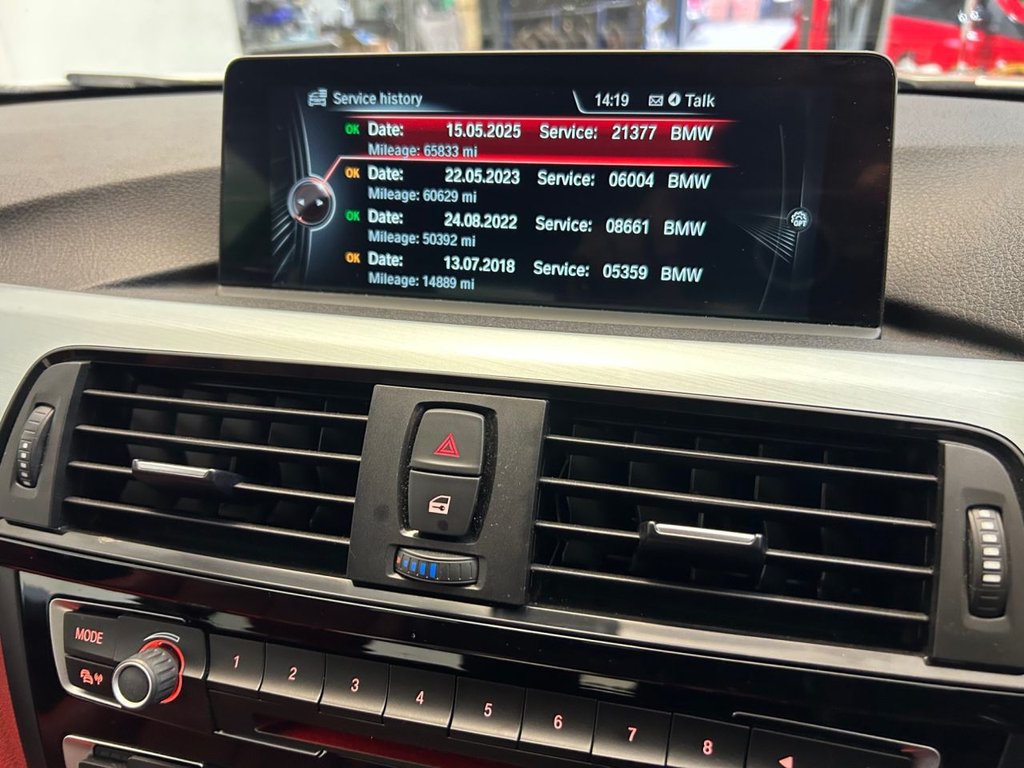 Service history 14:19 Talk
OK Date: 15.05.2025 Service: 21377 BMW
Mileage: 65833 mi
OK Date: 22.05.2023 Service: 06004 BMW
Mileage: 60629 mi
OK Date: 24.08.2022 Service: 08661 BMW
Mileage: 50392 mi
OK Date: 13.07.2018 Service: 05359 BMW
Mileage: 14889 mi
MODE
1 2 3 4 5 6 7 8